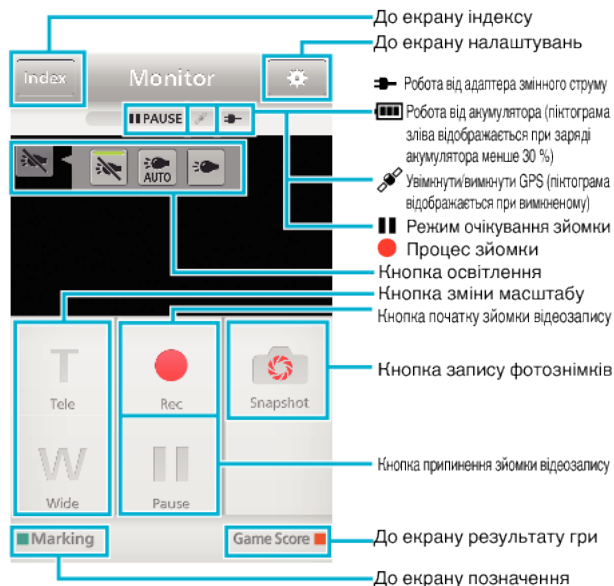 До екрану індексу
До екрану налаштувань
Index
Monitor
Робота від адаптера змінного струму
PAUSE
Робота від акумулятора (піктограма
зліва відображається при заряді
акумулятора менше 30 %)
AUTO
Увімкнути/вимкнути GPS (піктограма
відображається при вимкненому)
Режим очікування зйомки
Процес зйомки
Кнопка освітлення
Кнопка зміни масштабу
Кнопка початку зйомки відеозапису
T
Tele
Rec
Snapshot
Кнопка запису фотознімків
W
Wide
Pause
Кнопка припинення зйомки відеозапису
Marking
Game Score
До екрану результату гри
До екрану позначення